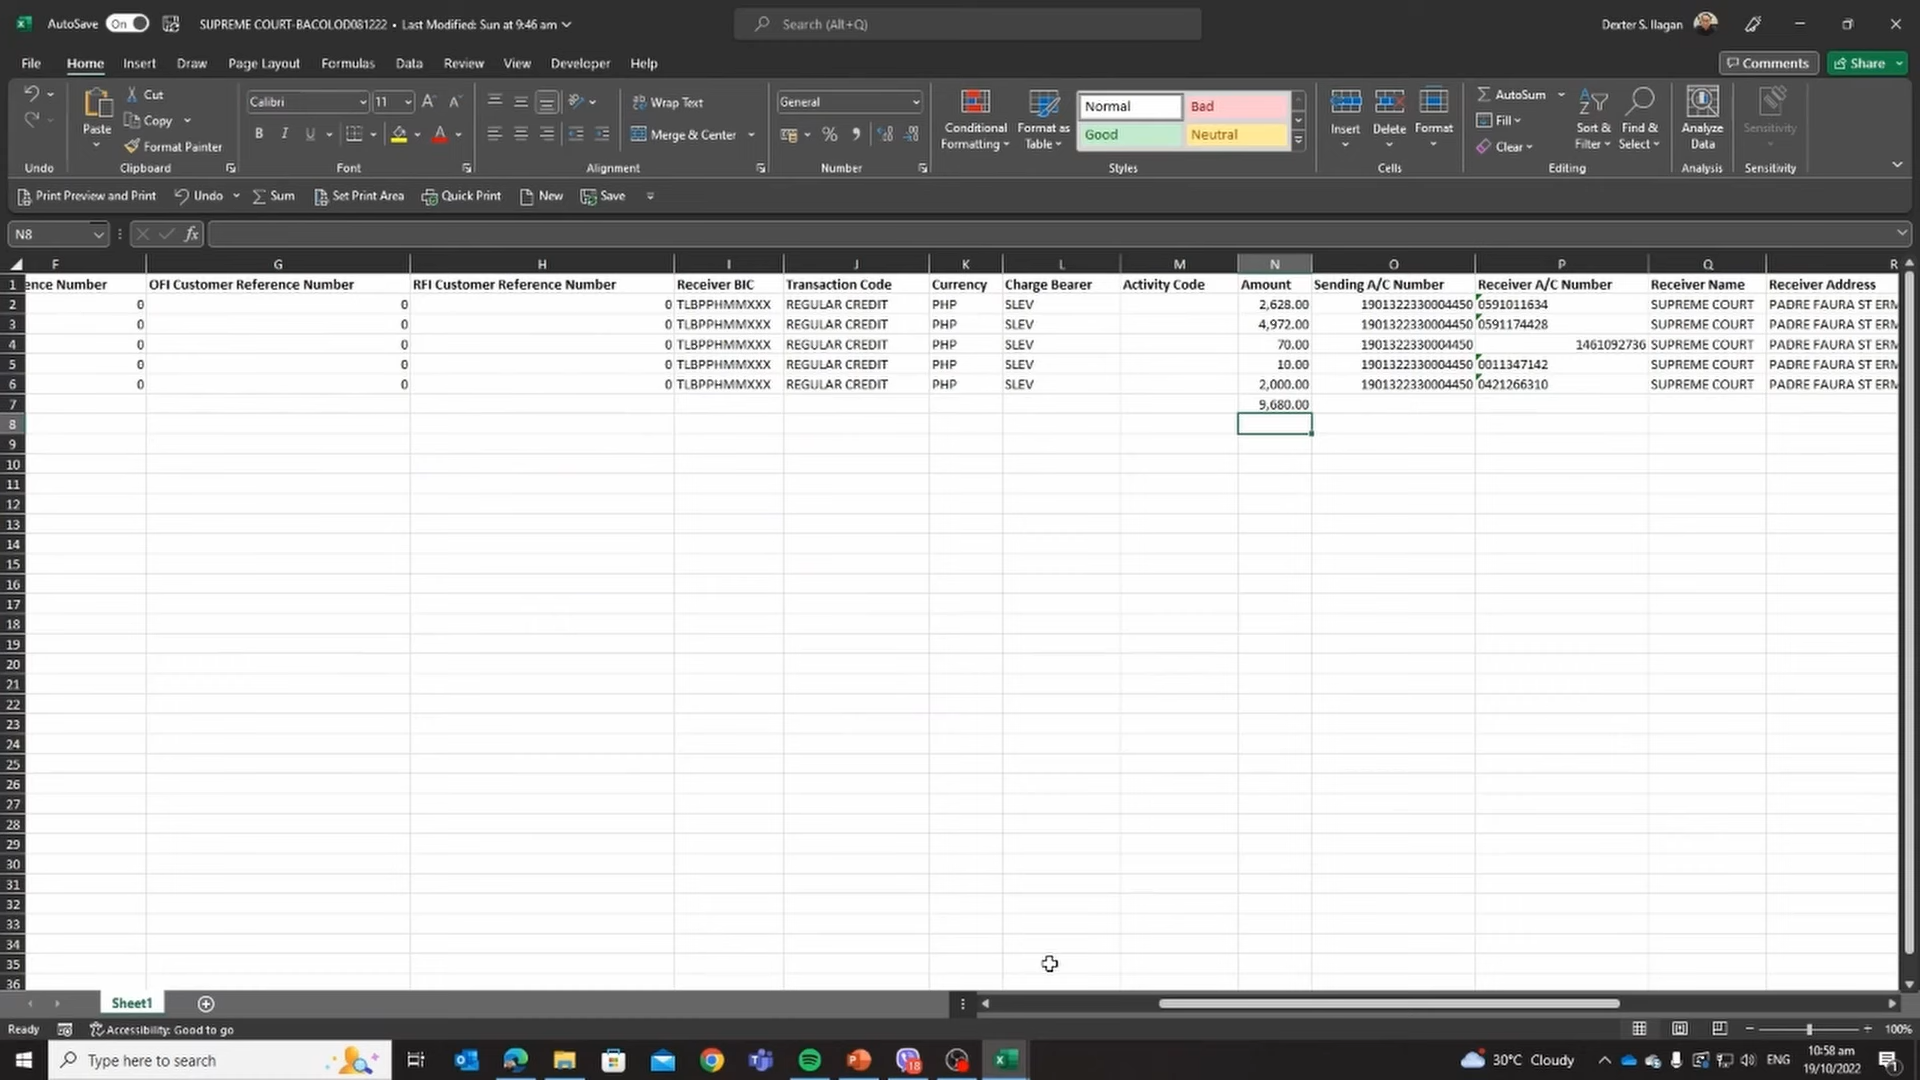 AutoSave On SUPREME COURT-BACOLOD081222 • Last Modified: Sun at 9:46 am Search (Alt+Q) Dexter S. Ilagan
File Home Insert Draw Page Layout Formulas Data Review View Developer Help Comments Share
Paste Cut Copy Format Painter
Calibri 11 B I U A
Wrap Text Merge & Center
General %
Conditional Formatting Format as Table Normal Bad Good Neutral
Insert Delete Format
AutoSum Fill Clear Sort & Filter Find & Select
Analyze Data Sensitivity
Undo Clipboard Font Alignment Number Styles Cells Editing Analysis Sensitivity
Print Preview and Print Undo Sum Set Print Area Quick Print New Save
N8 fx
F G H I J K L M N O P Q R
1 ence Number OFI Customer Reference Number RFI Customer Reference Number Receiver BIC Transaction Code Currency Charge Bearer Activity Code Amount Sending A/C Number Receiver A/C Number Receiver Name Receiver Address
2 0 0 0 TLBPPHMMXXX REGULAR CREDIT PHP SLEV 2,628.00 1901322330004450 0591011634 SUPREME COURT PADRE FAURA ST ERM
3 0 0 0 TLBPPHMMXXX REGULAR CREDIT PHP SLEV 4,972.00 1901322330004450 0591174428 SUPREME COURT PADRE FAURA ST ERM
4 0 0 0 TLBPPHMMXXX REGULAR CREDIT PHP SLEV 70.00 1901322330004450 1461092736 SUPREME COURT PADRE FAURA ST ERM
5 0 0 0 TLBPPHMMXXX REGULAR CREDIT PHP SLEV 10.00 1901322330004450 0011347142 SUPREME COURT PADRE FAURA ST ERM
6 0 0 0 TLBPPHMMXXX REGULAR CREDIT PHP SLEV 2,000.00 1901322330004450 0421266310 SUPREME COURT PADRE FAURA ST ERM
7 9,680.00
8
9
10
11
12
13
14
15
16
17
18
19
20
21
22
23
24
25
26
27
28
29
30
31
32
33
34
35
36
Sheet1
Ready Accessibility: Good to go 100%
Type here to search 18 30°C Cloudy ENG 10:58 am
19/10/2022 1